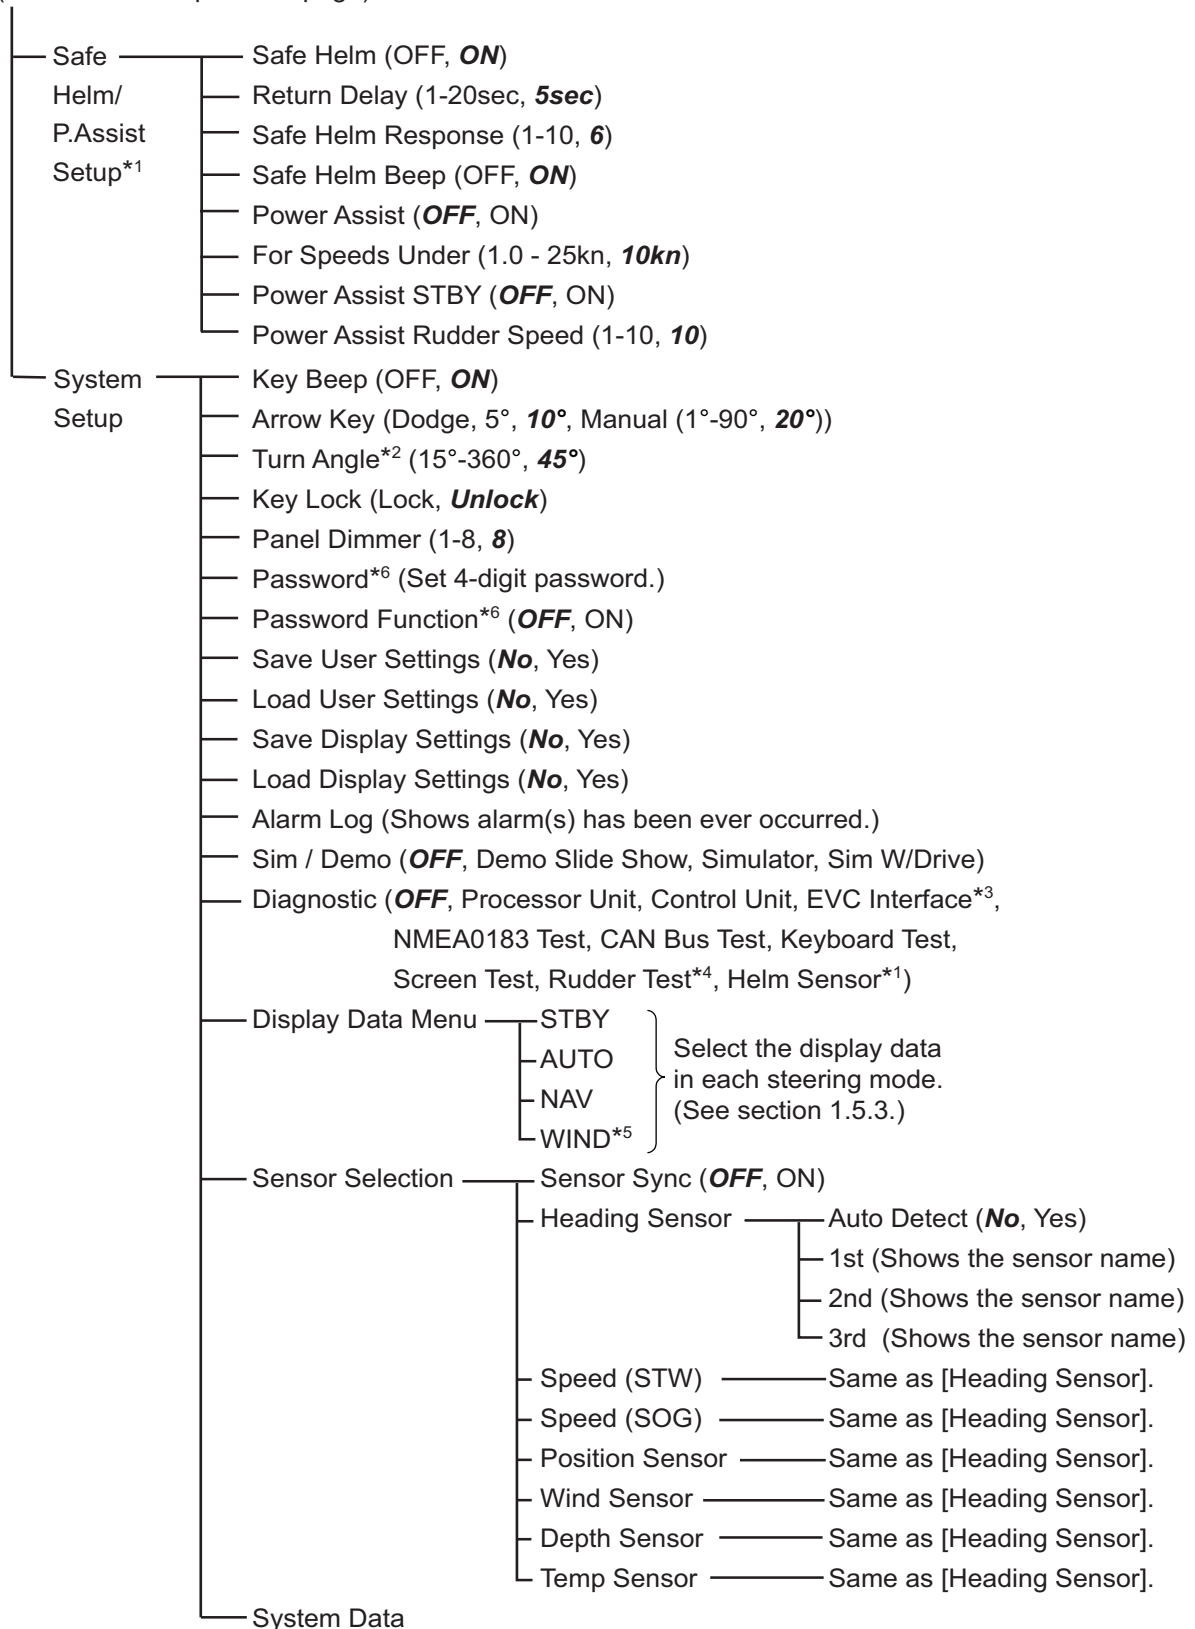 Safe Safe Helm (OFF, ON)
Helm/ Return Delay (1-20sec, 5sec)
P.Assist Safe Helm Response (1-10, 6)
Setup*1 Safe Helm Beep (OFF, ON)
Power Assist (OFF, ON)
For Speeds Under (1.0 - 25kn, 10kn)
Power Assist STBY (OFF, ON)
Power Assist Rudder Speed (1-10, 10)
System Key Beep (OFF, ON)
Setup Arrow Key (Dodge, 5°, 10°, Manual (1°-90°, 20°))
Turn Angle*2 (15°-360°, 45°)
Key Lock (Lock, Unlock)
Panel Dimmer (1-8, 8)
Password*6 (Set 4-digit password.)
Password Function*6 (OFF, ON)
Save User Settings (No, Yes)
Load User Settings (No, Yes)
Save Display Settings (No, Yes)
Load Display Settings (No, Yes)
Alarm Log (Shows alarm(s) has been ever occurred.)
Sim / Demo (OFF, Demo Slide Show, Simulator, Sim W/Drive)
Diagnostic (OFF, Processor Unit, Control Unit, EVC Interface*3,
NMEA0183 Test, CAN Bus Test, Keyboard Test,
Screen Test, Rudder Test*4, Helm Sensor*1)
Display Data Menu STBY
AUTO
NAV
WIND*5
Select the display data
in each steering mode.
(See section 1.5.3.)
Sensor Selection Sensor Sync (OFF, ON)
Heading Sensor Auto Detect (No, Yes)
1st (Shows the sensor name)
2nd (Shows the sensor name)
3rd (Shows the sensor name)
Speed (STW) Same as [Heading Sensor].
Speed (SOG) Same as [Heading Sensor].
Position Sensor Same as [Heading Sensor].
Wind Sensor Same as [Heading Sensor].
Depth Sensor Same as [Heading Sensor].
Temp Sensor Same as [Heading Sensor].
System Data